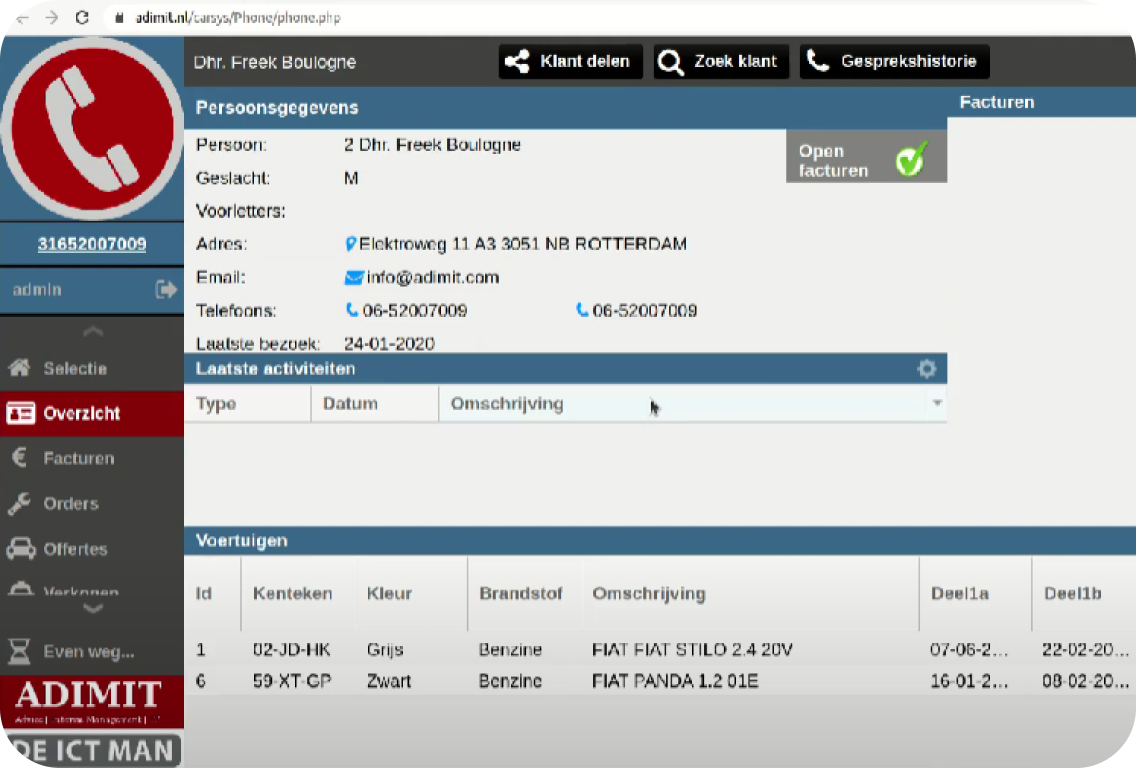 adimit.nl/carsys/Phone/phone.php
Dhr. Freek Boulogne
Klant delen
Zoek klant
Gesprekshistorie
Persoonsgegevens
Facturen
Persoon: 2 Dhr. Freek Boulogne
Open
facturen
Geslacht: M
Voorletters:
Adres: Elektroweg 11 A3 3051 NB ROTTERDAM
Email: info@adimit.com
Telefoons: 06-52007009 06-52007009
Laatste bezoek: 24-01-2020
31652007009
admin
Selectie
Overzicht
Facturen
Orders
Offertes
Verkopen
Even weg...
ADIMIT
DE ICT MAN
Laatste activiteiten
Type Datum Omschrijving
Voertuigen
Id Kenteken Kleur Brandstof Omschrijving Deel1a Deel1b
1 02-JD-HK Grijs Benzine FIAT FIAT STILO 2.4 20V 07-06-2... 22-02-20...
6 59-XT-GP Zwart Benzine FIAT PANDA 1.2 01E 16-01-2... 08-02-20...